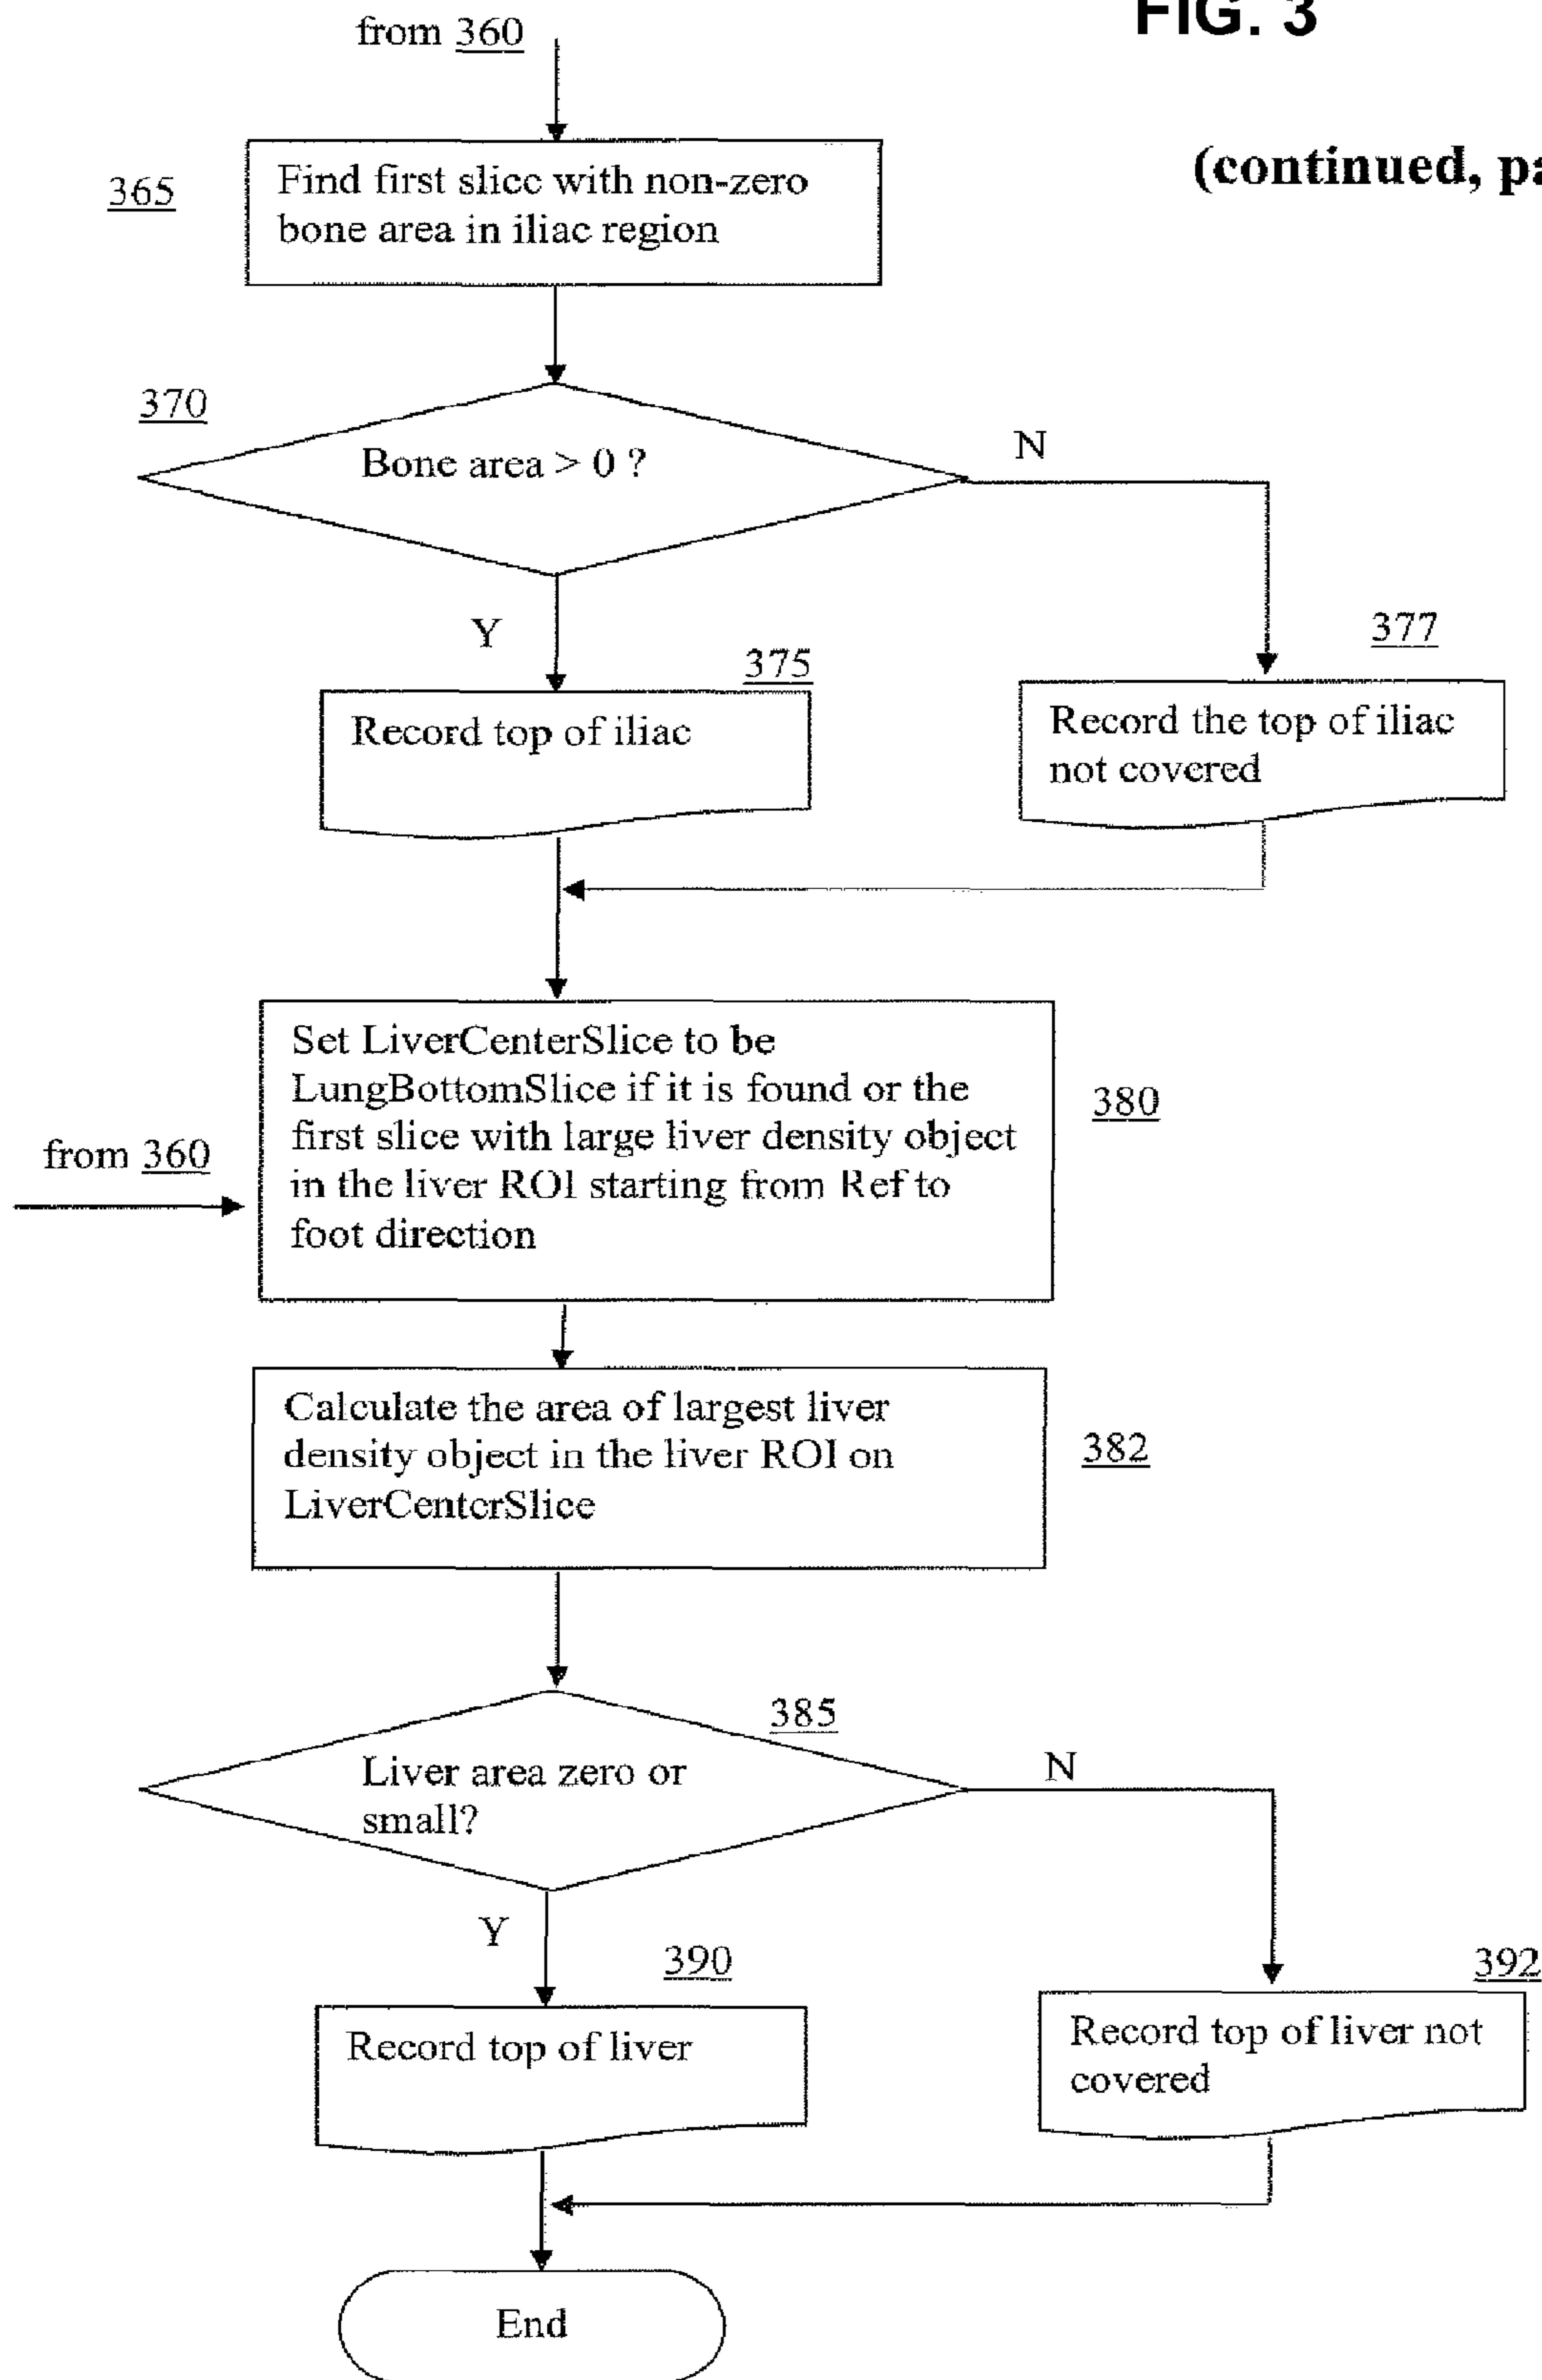 FIG. 3
from 360
(continued,
365
Find first slice with non-zero
bone area in iliac region
370
Bone area > 0 ?
N
Y
375
377
Record top of iliac
Record the top of iliac
not covered
Set LiverCenterSlice to be
LungBottomSlice if it is found or the
first slice with large liver density object
in the liver ROI starting from Ref to
foot direction
380
from 360
Calculate the area of largest liver
density object in the liver ROI on
LiverCenterSlice
382
385
Liver area zero or
small?
N
Y
390
392
Record top of liver
Record top of liver not
covered
End